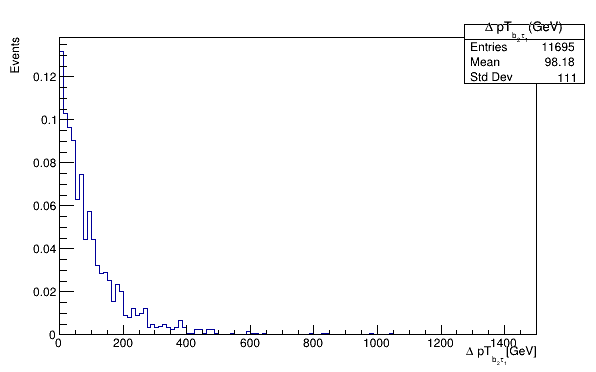 Δ pT_{b₂τ₁}(GeV)
Entries 11695
Mean 98.18
Std Dev 111
Events
0.12
0.1
0.08
0.06
0.04
0.02
0
0 200 400 600 800 1000 1200 1400
Δ pT_{b₂τ₁}[GeV]